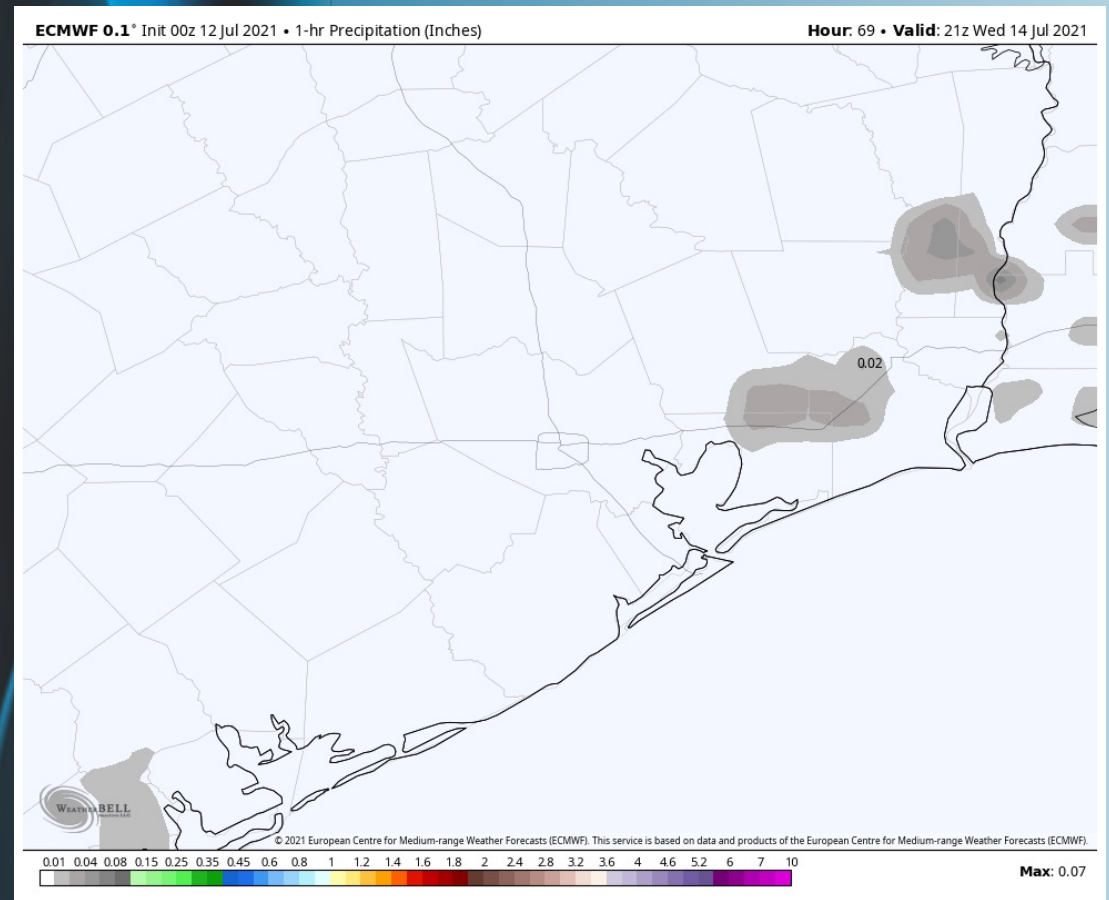 ECMWF 0.1° Init 00z 12 Jul 2021 • 1-hr Precipitation (Inches)
Hour: 69 • Valid: 21z Wed 14 Jul 2021
0.02
WEATHERBELL
© 2021 European Centre for Medium-range Weather Forecasts (ECMWF). This service is based on data and products of the European Centre for Medium-range Weather Forecasts (ECMWF).
0.01 0.04 0.08 0.15 0.25 0.35 0.45 0.6 0.8 1 1.2 1.4 1.6 1.8 2 2.4 2.8 3.2 3.6 4 4.6 5.2 6 7 10
Max: 0.07